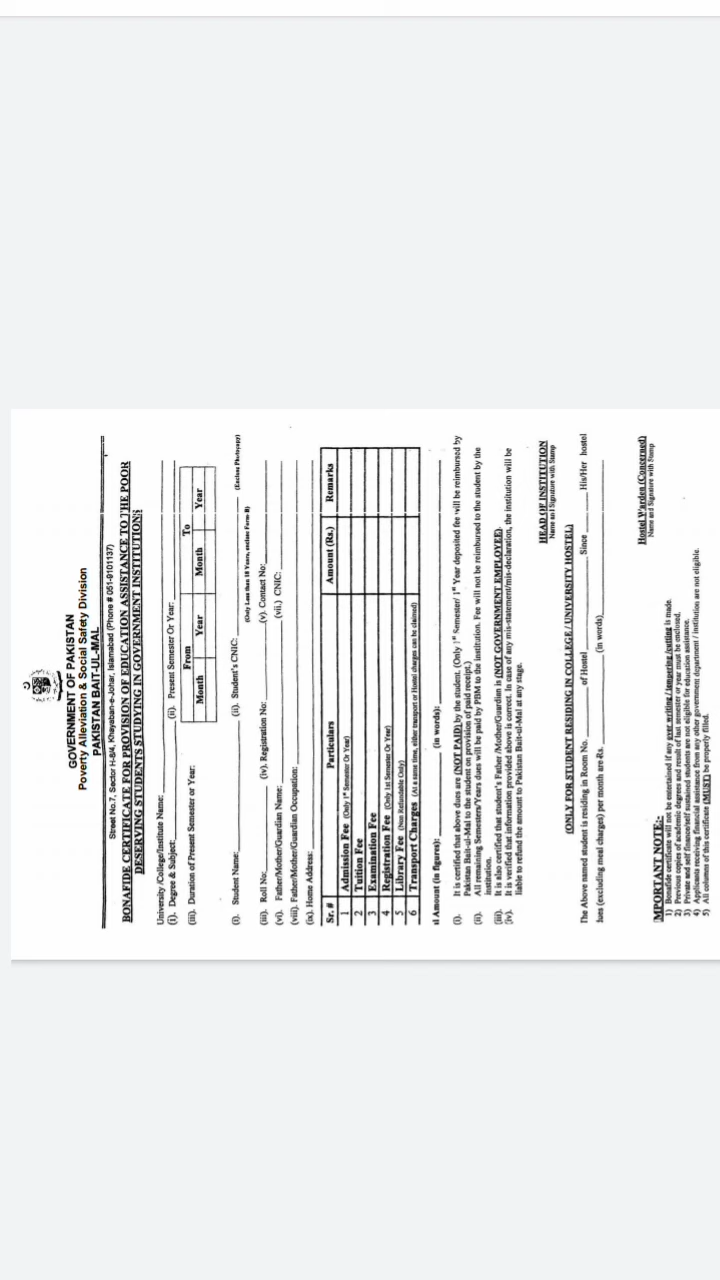 GOVERNMENT OF PAKISTAN
Poverty Alleviation & Social Safety Division
PAKISTAN BAIT-UL-MAL
Street No.7, Sector H-8/4, Khayaban-e-Johar, Islamabad (Phone # 051-9101137)
BONAFIDE CERTIFICATE FOR PROVISION OF EDUCATION ASSISTANCE TO THE POOR
DESERVING STUDENTS STUDYING IN GOVERNMENT INSTITUTIONS
University /College/Institute Name:
(i). Degree & Subject: (ii). Present Semester Or Year:
(iii). Duration of Present Semester or Year:
From To
Month Year Month Year
(i). Student Name: (ii). Student's CNIC: (Enclose Photocopy)
(Only Less than 18 Years, enclose Form-B)
(iii). Roll No: (iv). Registration No: (v). Contact No:
(vi). Father/Mother/Guardian Name: (vii.) CNIC:
(viii). Father/Mother/Guardian Occupation:
(ix). Home Address:
Sr. # Particulars Amount (Rs.) Remarks
1 Admission Fee (Only 1st Semester Or Year)
2 Tuition Fee
3 Examination Fee
4 Registration Fee (Only 1st Semester Or Year)
5 Library Fee (Non Refundable Only)
6 Transport Charges (At a same time, either transport or Hostel charges can be claimed)
al Amount (in figures): (in words):
(i). It is certified that above dues are (NOT PAID) by the student. (Only 1st Semester/ 1st Year deposited fee will be reimbursed by
Pakistan Bait-ul-Mal to the student on provision of paid receipt.)
(ii). All remaining Semesters/Years dues will be paid by PBM to the institution. Fee will not be reimbursed to the student by the
institution.
(iii). It is also certified that student's Father /Mother/Guardian is (NOT GOVERNMENT EMPLOYEE).
(iv). It is verified that information provided above is correct. In case of any mis-statement/mis-declaration, the institution will be
liable to refund the amount to Pakistan Bait-ul-Mal at any stage.
HEAD OF INSTITUTION
Name and Signature with Stamp
(ONLY FOR STUDENT RESIDING IN COLLEGE / UNIVERSITY HOSTEL)
The Above named student is residing in Room No. of Hostel Since His/Her hostel
dues (excluding meal charges) per month are Rs. (in words)
Hostel Warden (Concerned)
Name and Signature with Stamp
IMPORTANT NOTE:-
1) Bonafide certificate will not be entertained if any over writing / tampering /cutting is made.
2) Previous copies of academic degrees and result of last semester or year must be enclosed.
3) Private and self finance/self sustained students are not eligible for education assistance.
4) Applicants receiving financial assistance from any other government department / institution are not eligible.
5) All columns of this certificate (MUST) be properly filled.